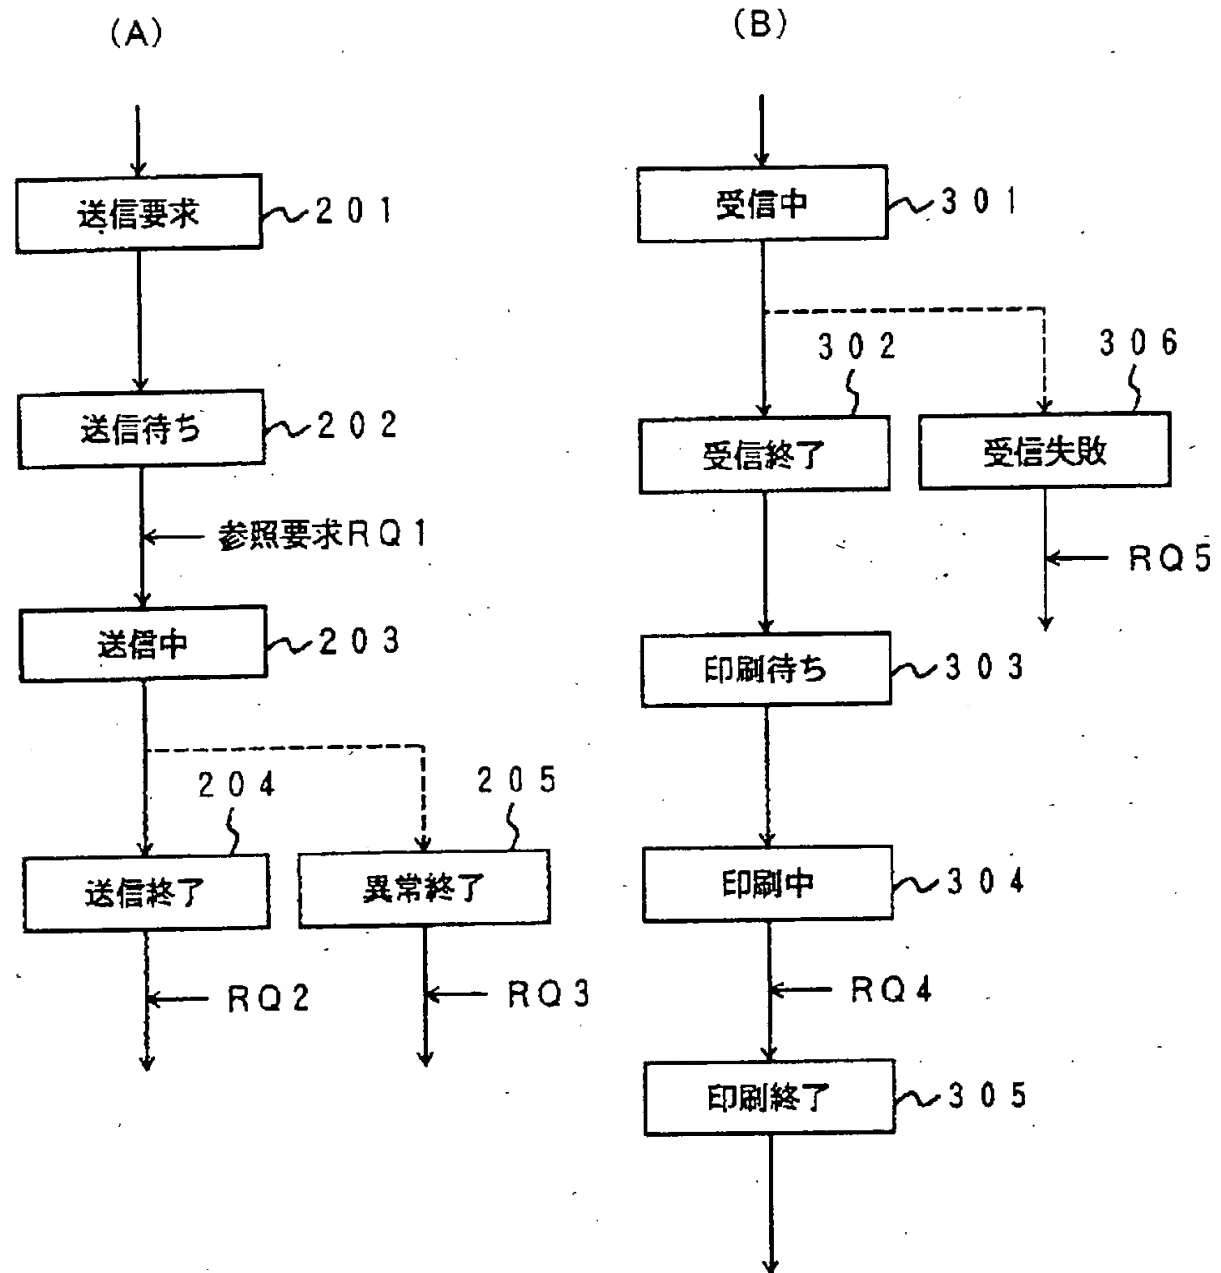 (A)
送信要求
201
送信待ち
202
参照要求RQ1
送信中
203
204
205
送信終了
異常終了
RQ2
RQ3
(B)
受信中
301
302
306
受信終了
受信失敗
RQ5
印刷待ち
303
印刷中
304
RQ4
印刷終了
305